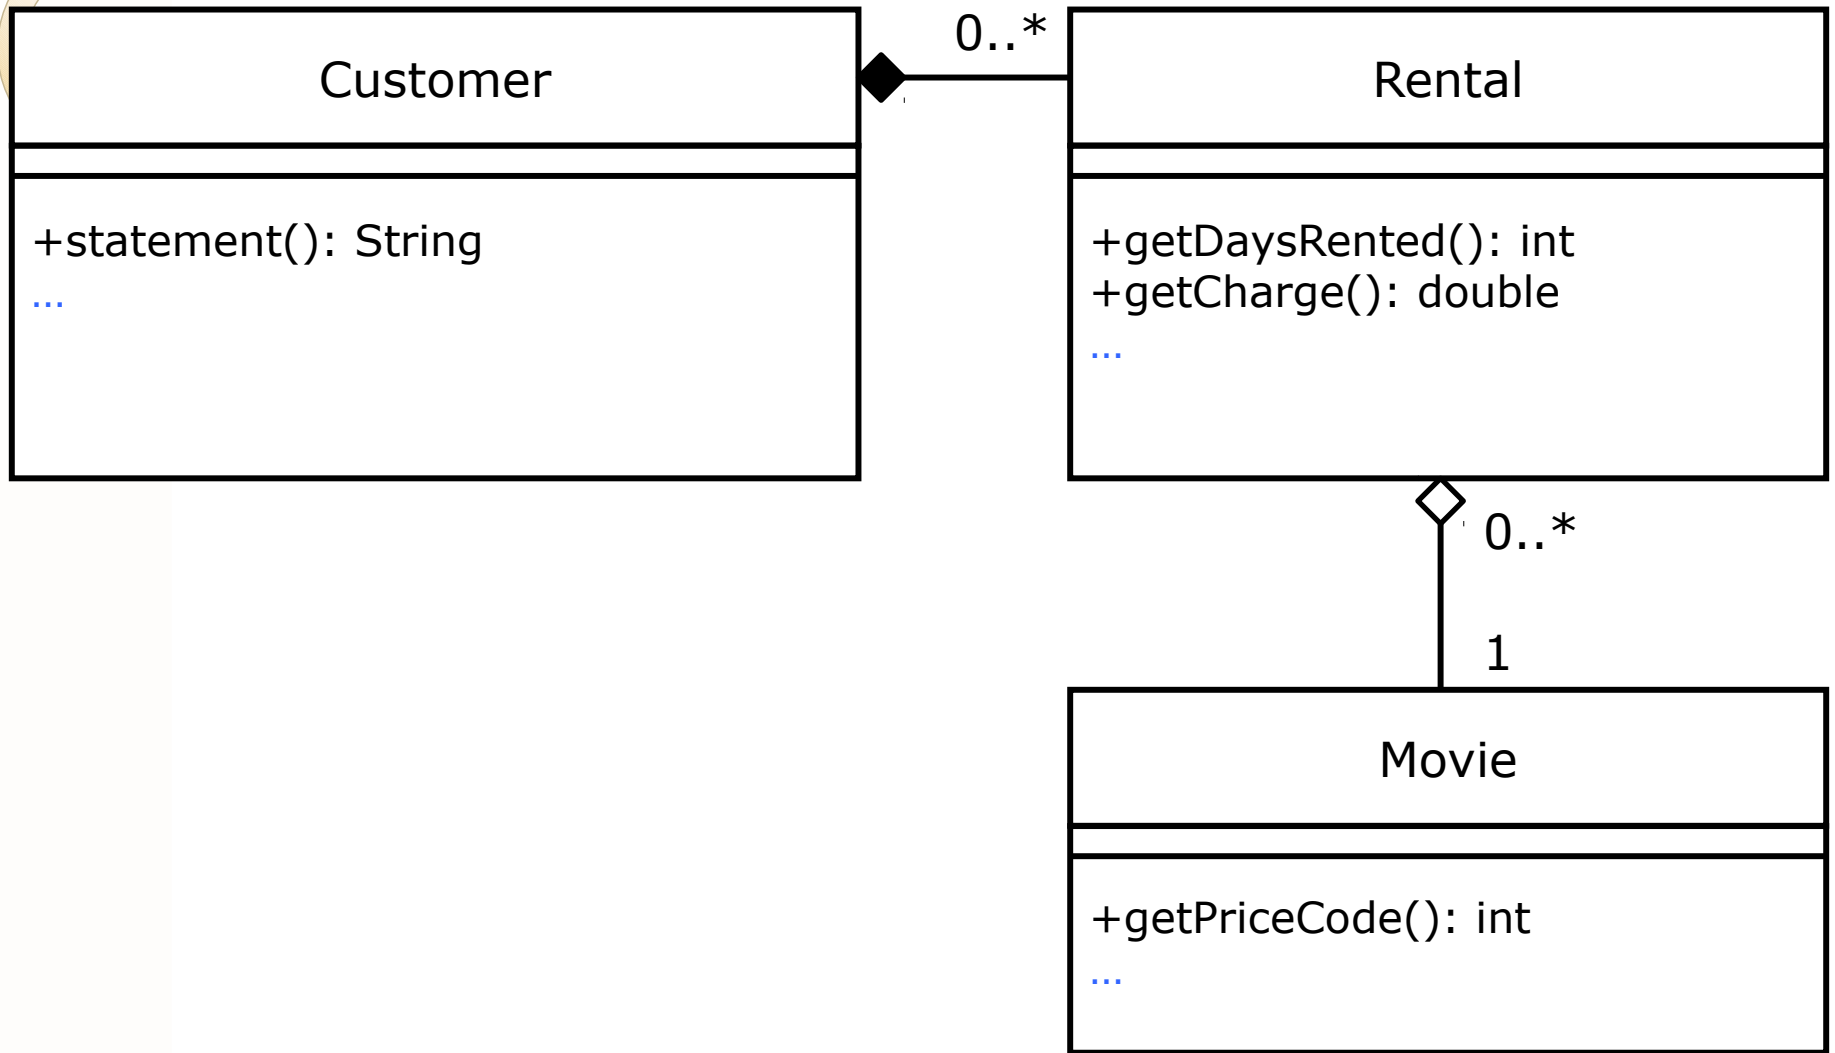 Customer
0..*
Rental
+statement(): String
...
+getDaysRented(): int
+getCharge(): double
...
0..*
1
Movie
+getPriceCode(): int
...